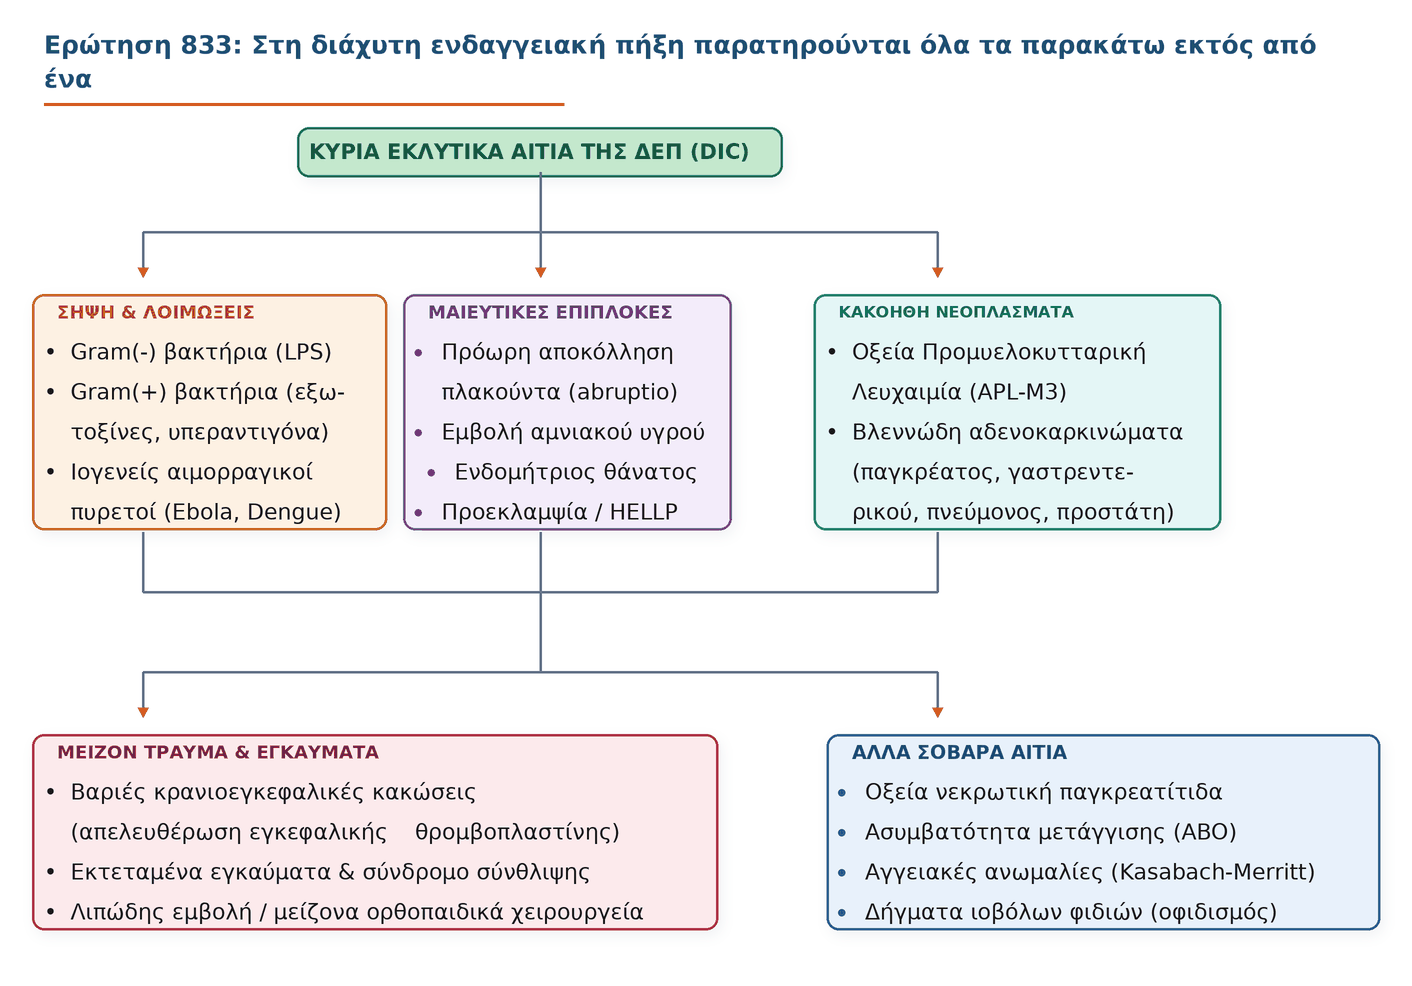 Ερώτηση 833: Στη διάχυτη ενδαγγειακή πήξη παρατηρούνται όλα τα παρακάτω εκτός από
ένα
ΚΥΡΙΑ ΕΚΛΥΤΙΚΑ ΑΙΤΙΑ ΤΗΣ ΔΕΠ (DIC)
ΣΗΨΗ & ΛΟΙΜΩΞΕΙΣ
• Gram(-) βακτήρια (LPS)
• Gram(+) βακτήρια (εξω-
τοξίνες, υπεραντιγόνα)
• Ιογενείς αιμορραγικοί
πυρετοί (Ebola, Dengue)
ΜΑΙΕΥΤΙΚΕΣ ΕΠΙΠΛΟΚΕΣ
• Πρόωρη αποκόλληση
πλακούντα (abruptio)
• Εμβολή αμνιακού υγρού
• Ενδομήτριος θάνατος
• Προεκλαμψία / HELLP
ΚΑΚΟΗΘΗ ΝΕΟΠΛΑΣΜΑΤΑ
• Οξεία Προμυελοκυτταρική
Λευχαιμία (APL-M3)
• Βλεννώδη αδενοκαρκινώματα
(παγκρέατος, γαστρεντε-
ρικού, πνεύμονος, προστάτη)
ΜΕΙΖΟΝ ΤΡΑΥΜΑ & ΕΓΚΑΥΜΑΤΑ
• Βαριές κρανιοεγκεφαλικές κακώσεις
(απελευθέρωση εγκεφαλικής θρομβοπλαστίνης)
• Εκτεταμένα εγκαύματα & σύνδρομο σύνθλιψης
• Λιπώδης εμβολή / μείζονα ορθοπαιδικά χειρουργεία
ΑΛΛΑ ΣΟΒΑΡΑ ΑΙΤΙΑ
• Οξεία νεκρωτική παγκρεατίτιδα
• Ασυμβατότητα μετάγγισης (ABO)
• Αγγειακές ανωμαλίες (Kasabach-Merritt)
• Δήγματα ιοβόλων φιδιών (οφιδισμός)